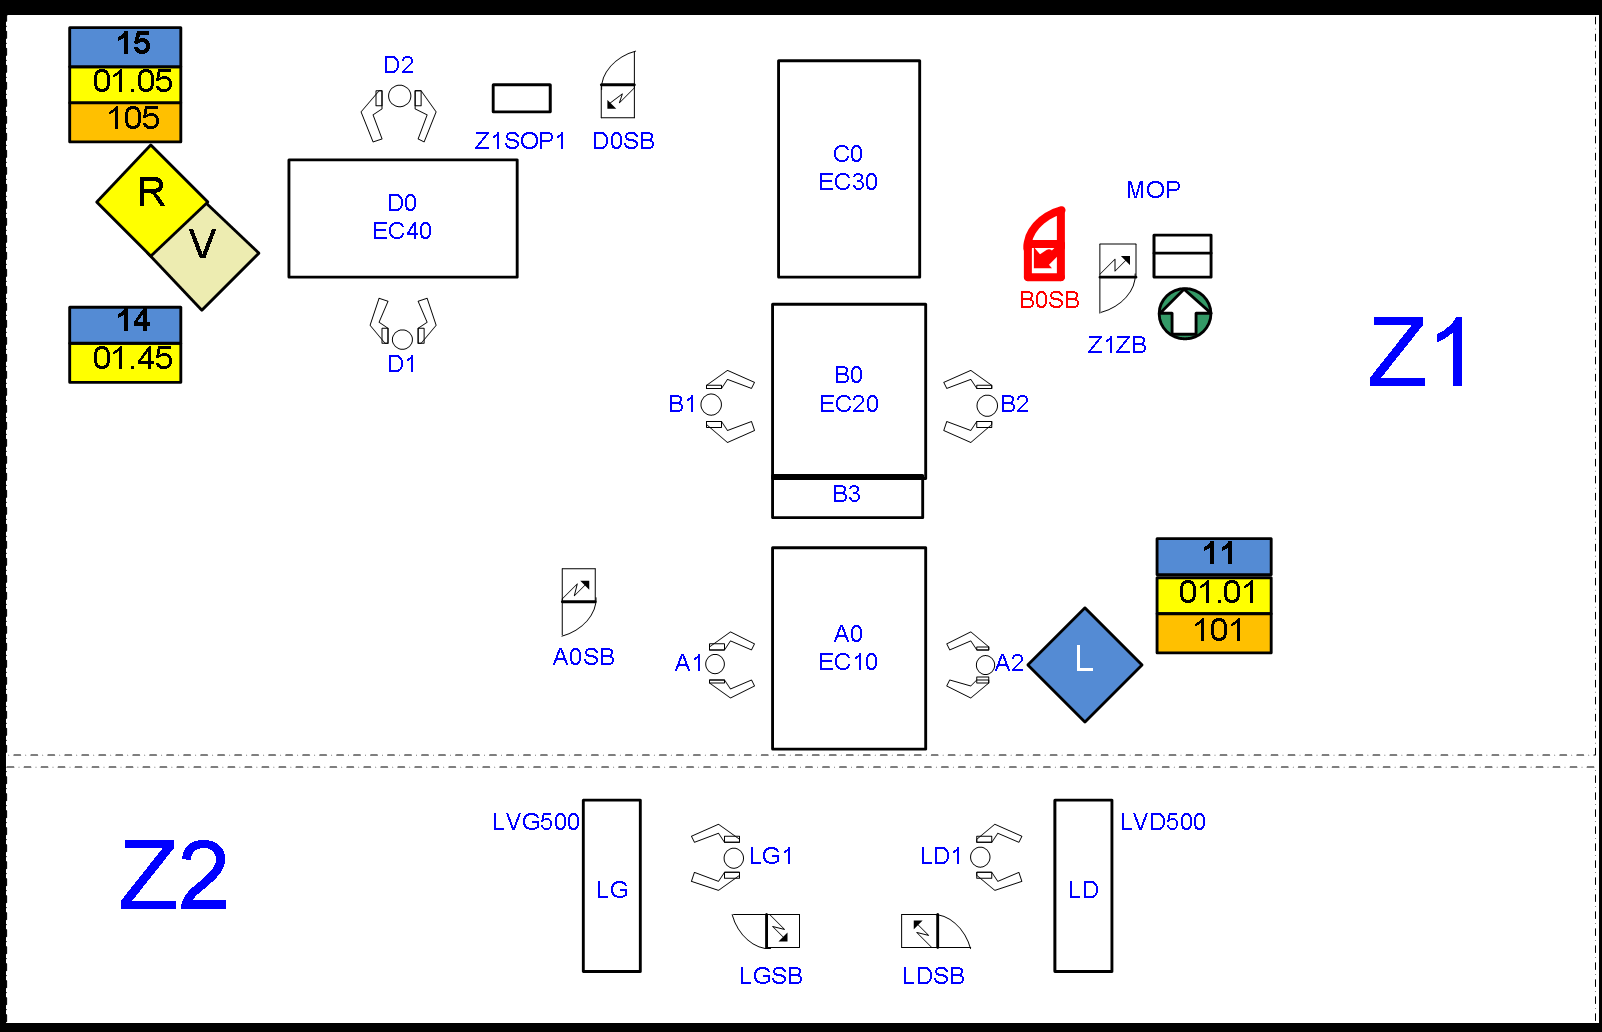 15
01.05
105
D2
Z1SOP1
D0SB
R
V
D0
EC40
C0
EC30
MOP
B0SB
Z1ZB
14
01.45
D1
Z1
B1
B0
EC20
B2
B3
11
01.01
101
A0SB
A1
A0
EC10
A2
L
Z2
LVG500
LG
LG1
LGSB
LD1
LDSB
LD
LVD500